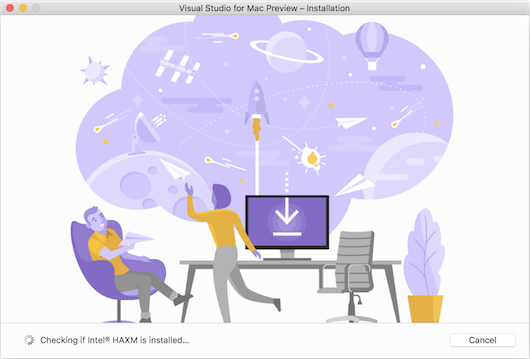 Visual Studio for Mac Preview – Installation
Checking if Intel® HAXM is installed...
Cancel